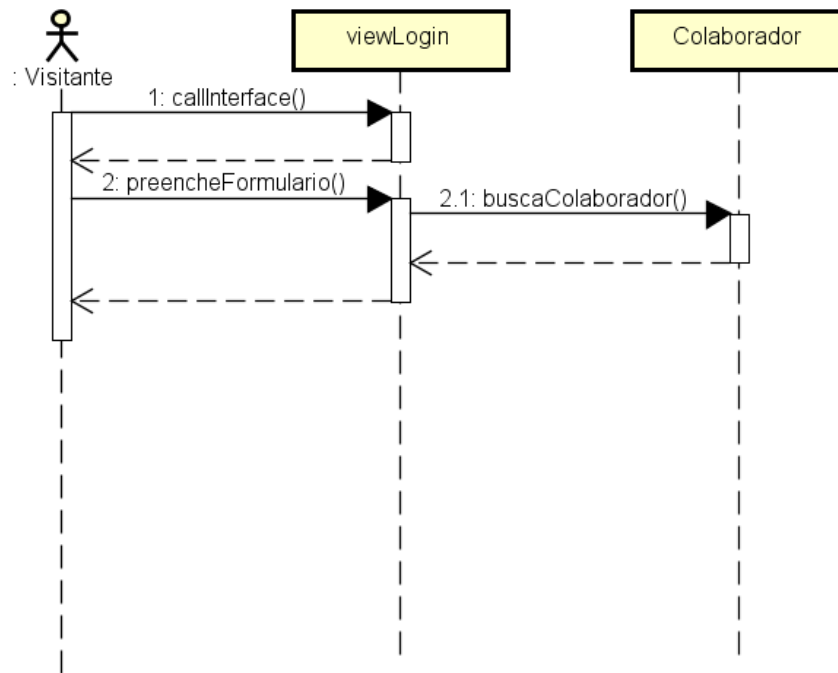 : Visitante
viewLogin
Colaborador
1: callInterface()
2: preencheFormulario()
2.1: buscaColaborador()